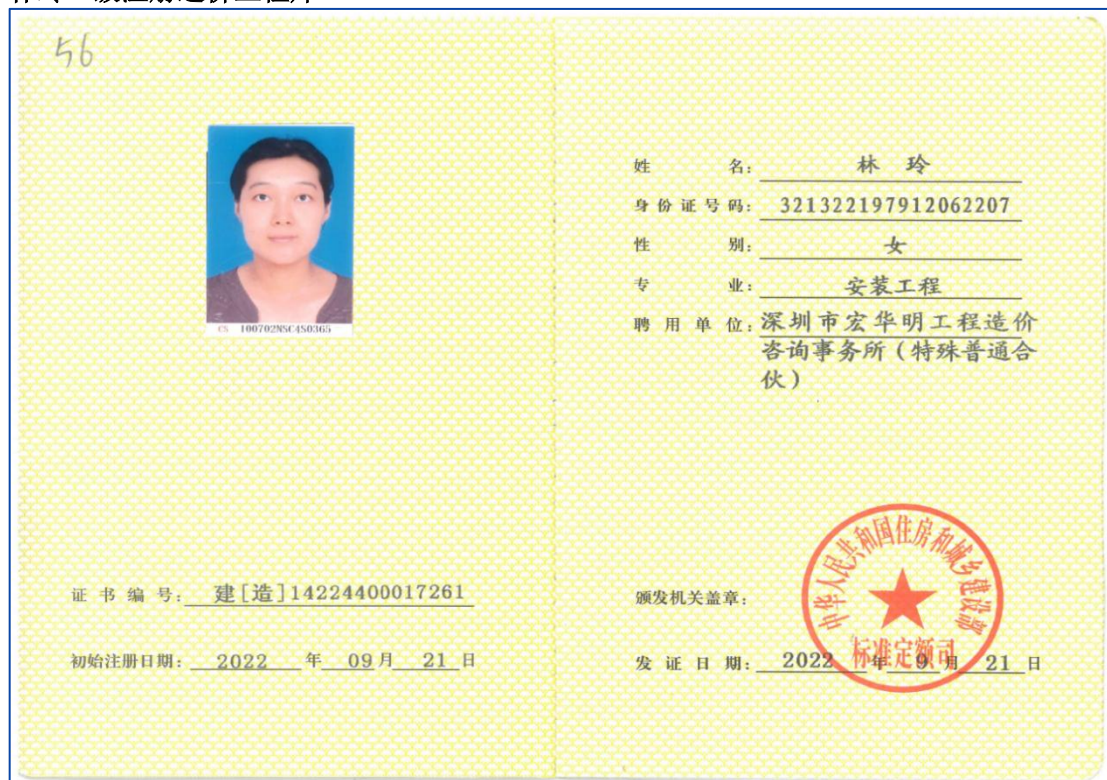 56
CN 100702NSC4S0365
证书编号: 建[造]14224400017261
初始注册日期: 2022 年 09 月 21 日
姓名: 林 玲
身份证号码: 321322197912062207
性别: 女
专业: 安装工程
聘用单位: 深圳市宏华明工程造价
咨询事务所(特殊普通合
伙)
颁发机关盖章:
中华人民共和国住房和城乡建设部
标准定额司
发证日期: 2022 年 9 月 21 日